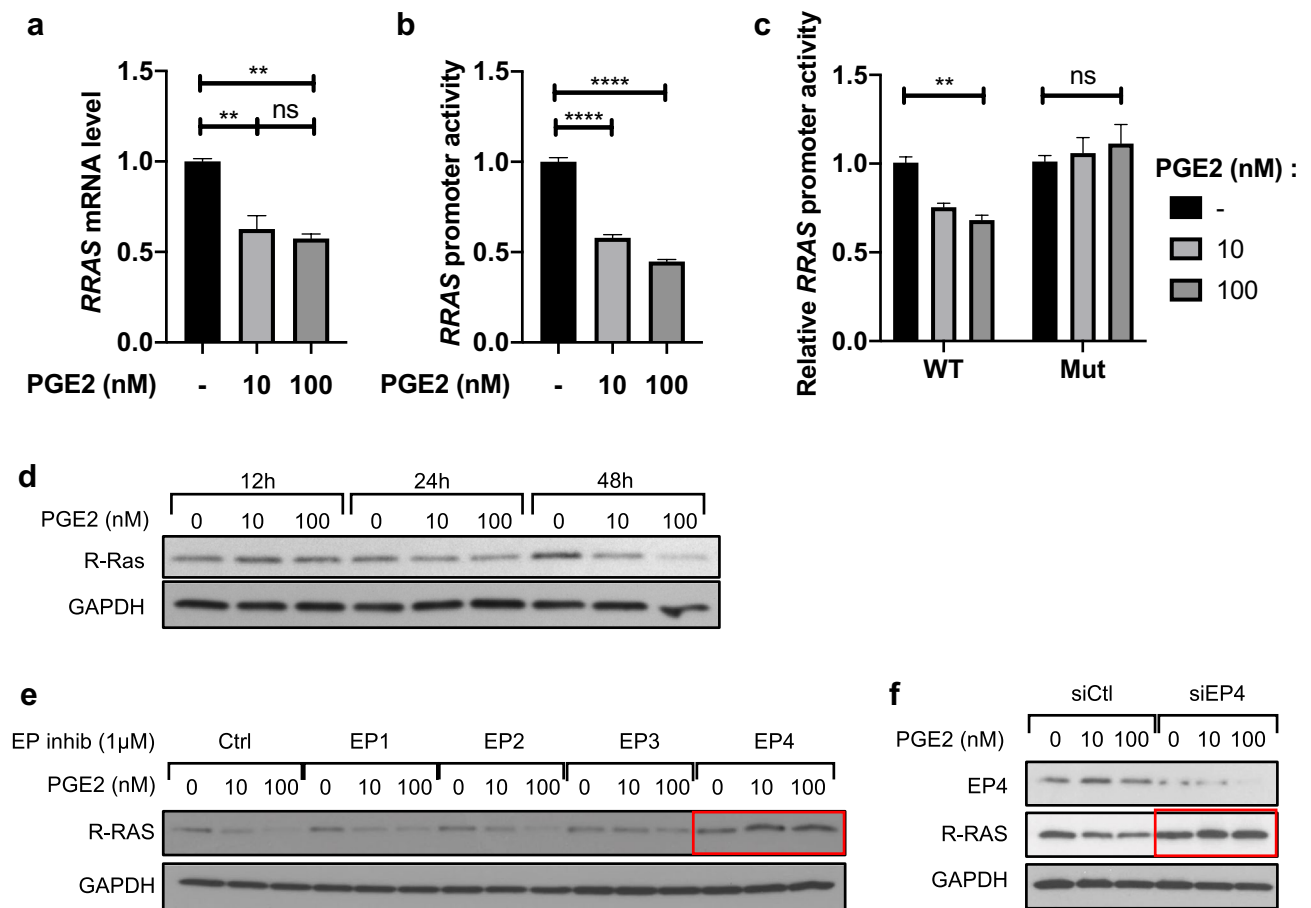 a
1.5
1.0
0.5
0.0
RRAS mRNA level
**
**
ns
PGE2 (nM)
- 10 100
b
1.5
1.0
0.5
0.0
RRAS promoter activity
****
****
PGE2 (nM)
- 10 100
c
1.5
1.0
0.5
0.0
Relative RRAS promoter activity
**
ns
WT Mut
PGE2 (nM) :
-
10
100
d
12h 24h 48h
PGE2 (nM) 0 10 100 0 10 100 0 10 100
R-Ras
GAPDH
e
EP inhib (1µM) Ctrl EP1 EP2 EP3 EP4
PGE2 (nM) 0 10 100 0 10 100 0 10 100 0 10 100 0 10 100
R-RAS
GAPDH
f
siCtl siEP4
PGE2 (nM) 0 10 100 0 10 100
EP4
R-RAS
GAPDH